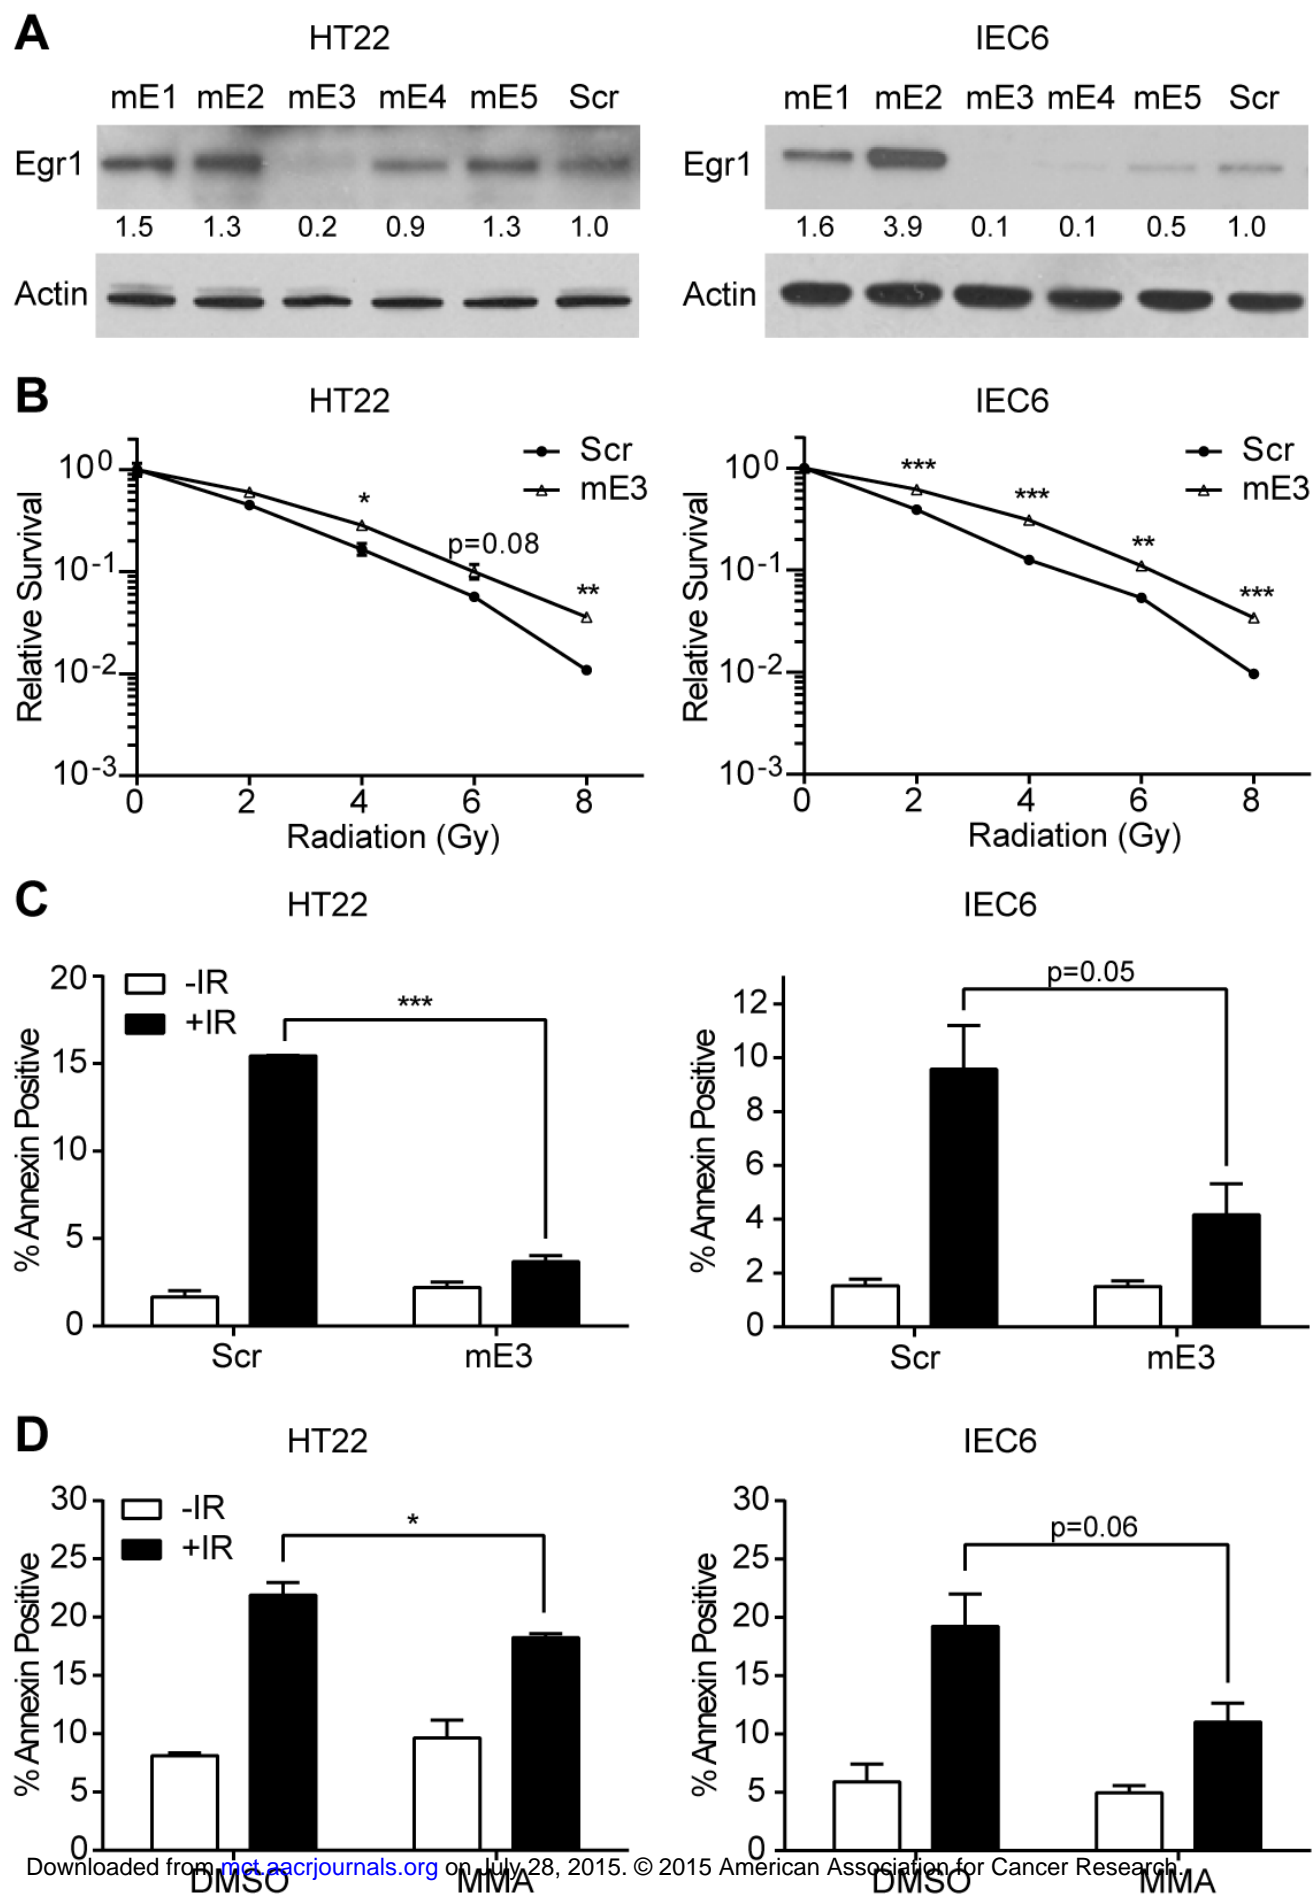 A
HT22
IEC6
mE1 mE2 mE3 mE4 mE5 Scr
mE1 mE2 mE3 mE4 mE5 Scr
Egr1
Egr1
1.5 1.3 0.2 0.9 1.3 1.0
1.6 3.9 0.1 0.1 0.5 1.0
Actin
Actin
B
HT22
IEC6
Scr
mE3
Relative Survival
10^0
10^-1
10^-2
10^-3
*
p=0.08
**
0 2 4 6 8
Radiation (Gy)
Scr
mE3
Relative Survival
10^0
10^-1
10^-2
10^-3
***
***
**
***
0 2 4 6 8
Radiation (Gy)
C
HT22
IEC6
-IR
+IR
% Annexin Positive
20
15
10
5
0
***
Scr mE3
% Annexin Positive
12
10
8
6
4
2
0
p=0.05
Scr mE3
D
HT22
IEC6
-IR
+IR
% Annexin Positive
30
25
20
15
10
5
0
*
DMSO MMA
% Annexin Positive
30
25
20
15
10
5
0
p=0.06
DMSO MMA
Downloaded from mct.aacrjournals.org on July 28, 2015. © 2015 American Association for Cancer Research.